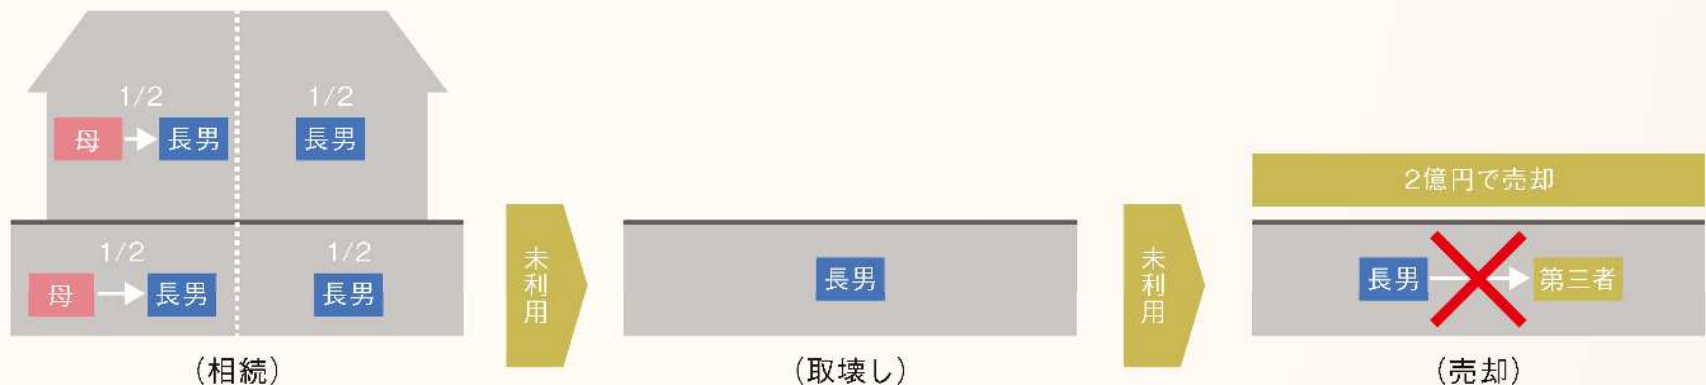 1/2
1/2
母
長男
長男
1/2
1/2
母
長男
長男
(相続)
未利用
長男
(取壊し)
未利用
2億円で売却
長男
第三者
(売却)